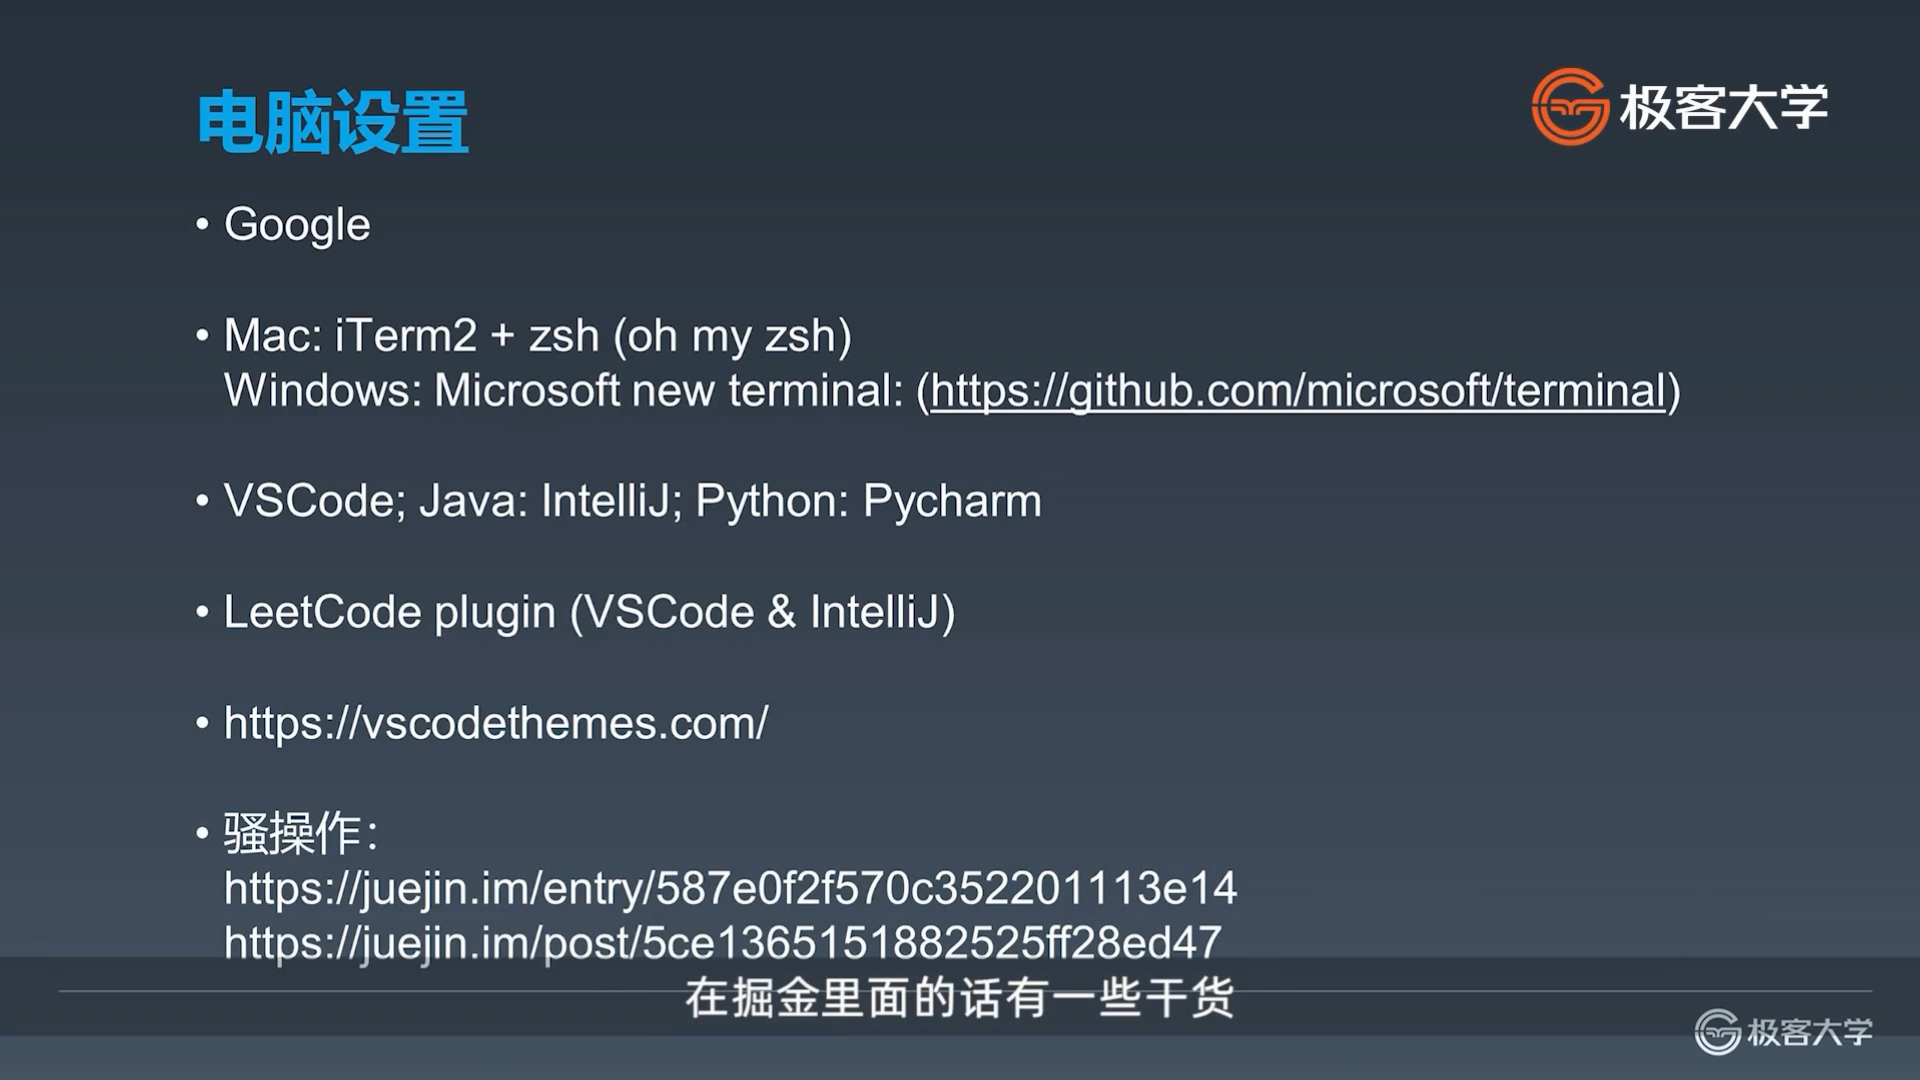 电脑设置
极客大学
• Google
• Mac: iTerm2 + zsh (oh my zsh)
Windows: Microsoft new terminal: (https://github.com/microsoft/terminal)
• VSCode; Java: IntelliJ; Python: Pycharm
• LeetCode plugin (VSCode & IntelliJ)
• https://vscodethemes.com/
• 骚操作：
https://juejin.im/entry/587e0f2f570c352201113e14
https://juejin.im/post/5ce1365151882525ff28ed47
在掘金里面的话有一些干货
极客大学